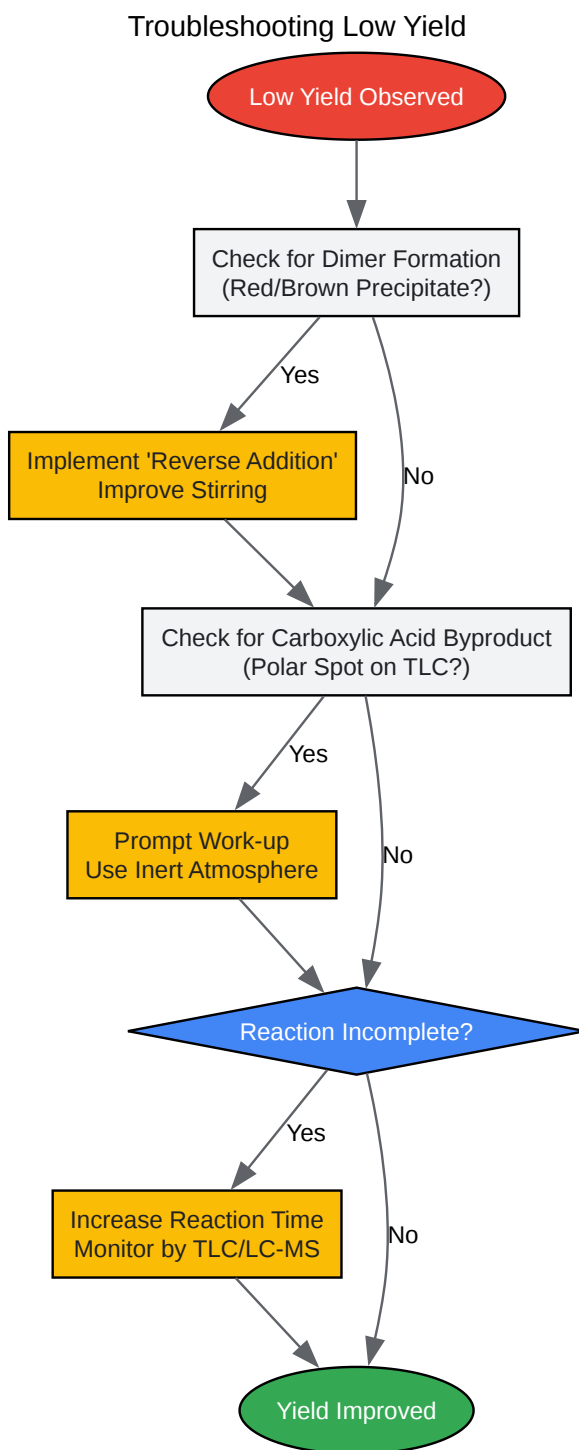 Troubleshooting Low Yield
Low Yield Observed
Check for Dimer Formation
(Red/Brown Precipitate?)
Yes
Implement 'Reverse Addition'
Improve Stirring
No
Check for Carboxylic Acid Byproduct
(Polar Spot on TLC?)
Yes
Prompt Work-up
Use Inert Atmosphere
No
Reaction Incomplete?
Yes
Increase Reaction Time
Monitor by TLC/LC-MS
No
Yield Improved